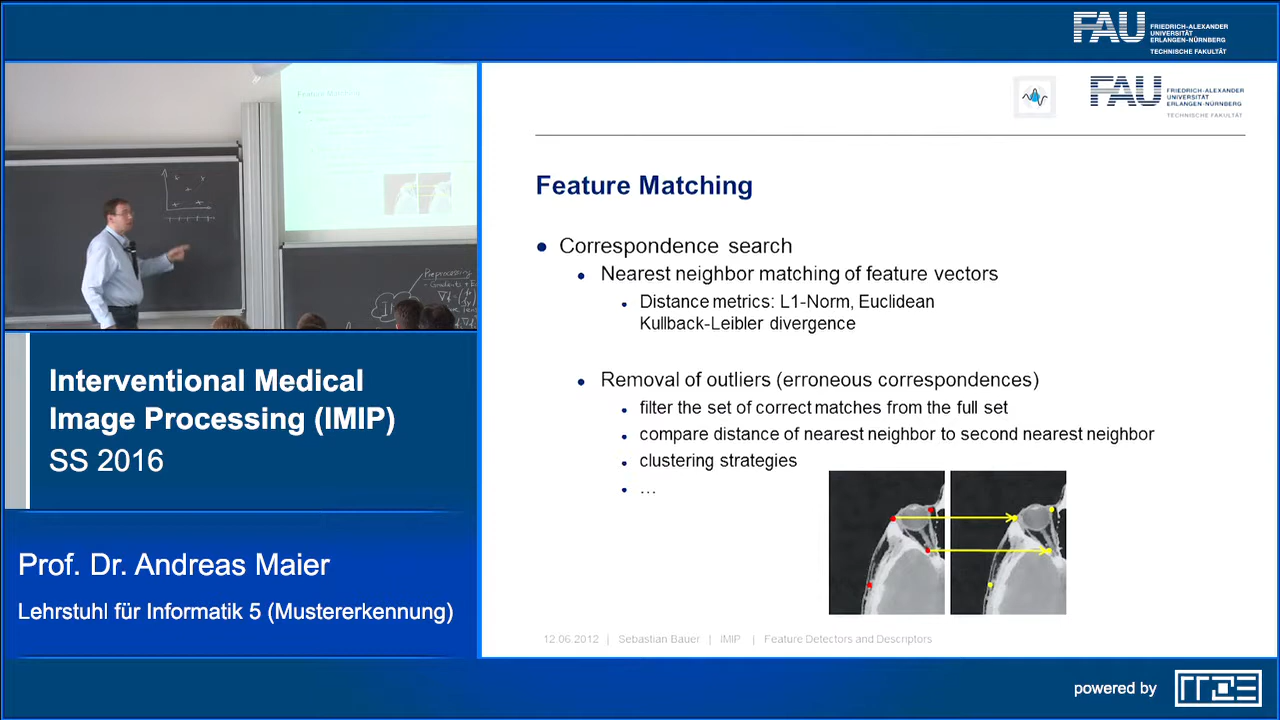 FAU FRIEDRICH-ALEXANDER
UNIVERSITÄT
ERLANGEN-NÜRNBERG
TECHNISCHE FAKULTÄT
FAU FRIEDRICH-ALEXANDER
UNIVERSITÄT
ERLANGEN-NÜRNBERG
TECHNISCHE FAKULTÄT
Feature Matching
Feature Matching
• Correspondence search
• Nearest neighbor matching of feature vectors
• Distance metrics: L1-Norm, Euclidean
Kullback-Leibler divergence
• Removal of outliers (erroneous correspondences)
• filter the set of correct matches from the full set
• compare distance of nearest neighbor to second nearest neighbor
• clustering strategies
• ...
12.06.2012 | Sebastian Bauer | IMIP | Feature Detectors and Descriptors
Preprocessing
Interventional Medical
Image Processing (IMIP)
SS 2016
Prof. Dr. Andreas Maier
Lehrstuhl für Informatik 5 (Mustererkennung)
powered by